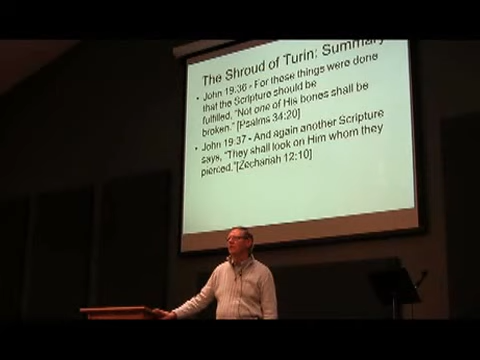 The Shroud of Turin: Summary
• John 19:36 - For these things were done
that the Scripture should be
fulfilled, "Not one of His bones shall be
broken." [Psalms 34:20]
• John 19:37 - And again another Scripture
says, "They shall look on Him whom they
pierced."[Zechariah 12:10]